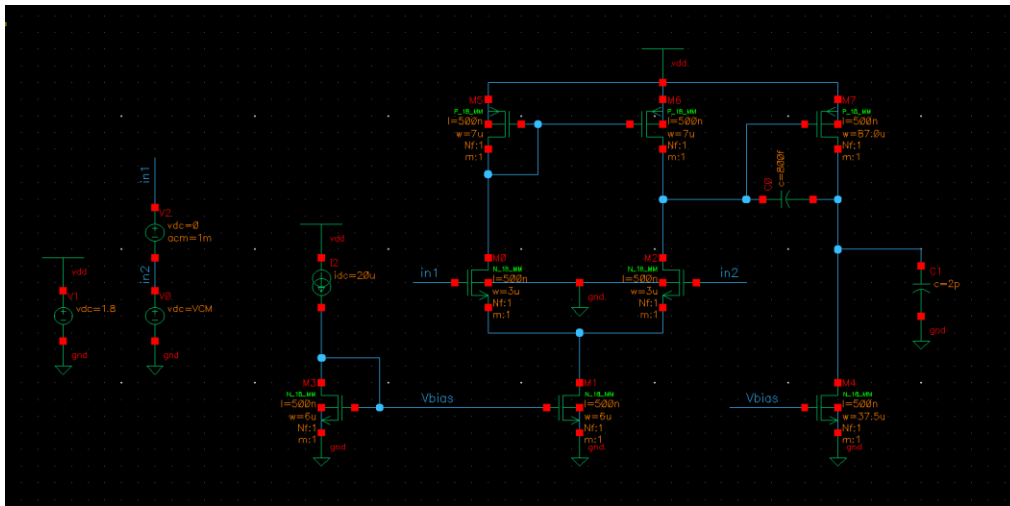 vdd
M5
P_18_MM
l=500n
w=7u
Nf:1
m:1
M6
P_18_MM
l=500n
w=7u
Nf:1
m:1
M7
P_18_MM
l=500n
w=87.0u
Nf:1
m:1
C0
c=800f
in1
V2
vdc=0
acm=1m
in2
V0
vdc=VCM
gnd
vdd
V1
vdc=1.8
gnd
vdd
I2
idc=20u
in1
M0
N_18_MM
l=500n
w=3u
Nf:1
m:1
gnd
M2
N_18_MM
l=500n
w=3u
Nf:1
m:1
in2
C1
c=2p
gnd
M3
N_18_MM
l=500n
w=6u
Nf:1
m:1
gnd
Vbias
M1
N_18_MM
l=500n
w=6u
Nf:1
m:1
gnd
Vbias
M4
N_18_MM
l=500n
w=37.5u
Nf:1
m:1
gnd